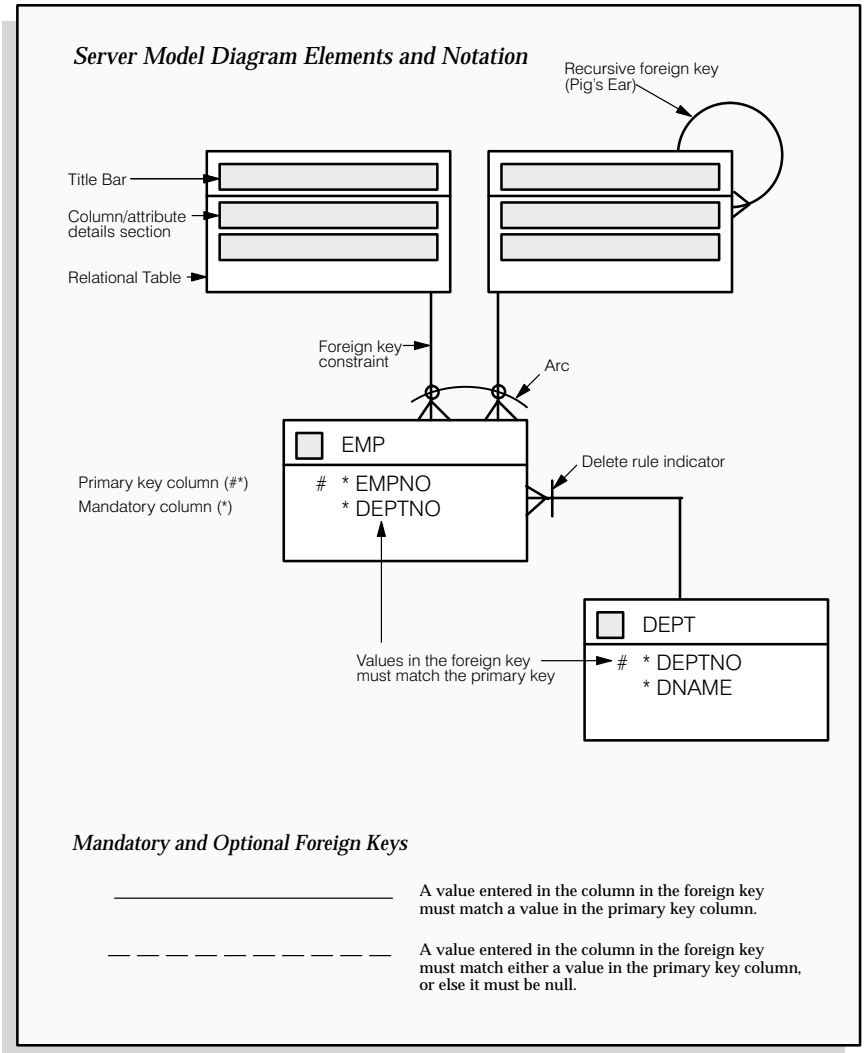 Server Model Diagram Elements and Notation
Recursive foreign key
(Pig's Ear)
Title Bar
Column/attribute
details section
Relational Table
Foreign key
constraint
Arc
EMP
Delete rule indicator
Primary key column (#*)
# * EMPNO
Mandatory column (*)
* DEPTNO
DEPT
Values in the foreign key
must match the primary key
# * DEPTNO
* DNAME
Mandatory and Optional Foreign Keys
A value entered in the column in the foreign key
must match a value in the primary key column.
A value entered in the column in the foreign key
must match either a value in the primary key column,
or else it must be null.